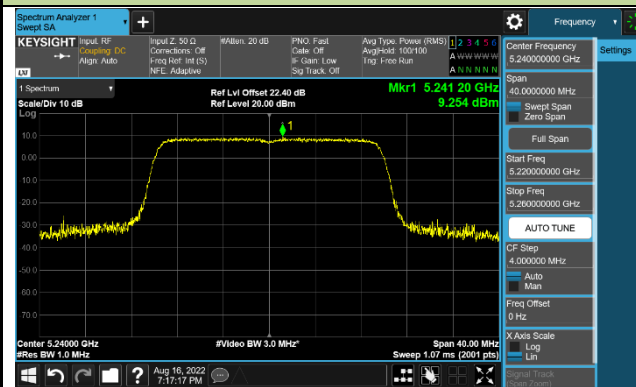 Spectrum Analyzer 1
Swept SA
+
Frequency
KEYSIGHT
Input: RF
Coupling: DC
Align: Auto
Input Z: 50 Ω
Corrections: Off
Freq Ref: Int (S)
NFE: Adaptive
#Atten: 20 dB
PNO: Fast
Gate: Off
IF Gain: Low
Sig Track: Off
Avg Type: Power (RMS)
Avg|Hold: 100/100
Trig: Free Run
1 2 3 4 5 6
A W W W W W
A N N N N N
LXI
1 Spectrum
Scale/Div 10 dB
Log
Ref Lvl Offset 22.40 dB
Ref Level 20.00 dBm
Mkr1 5.241 20 GHz
9.254 dBm
1
10.0
0.00
-10.0
-20.0
-30.0
-40.0
-50.0
-60.0
-70.0
Center 5.24000 GHz
#Res BW 1.0 MHz
#Video BW 3.0 MHz*
Span 40.00 MHz
Sweep 1.07 ms (2001 pts)
Center Frequency
5.240000000 GHz
Settings
Span
40.0000000 MHz
Swept Span
Zero Span
Full Span
Start Freq
5.220000000 GHz
Stop Freq
5.260000000 GHz
AUTO TUNE
CF Step
4.000000 MHz
Auto
Man
Freq Offset
0 Hz
X Axis Scale
Log
Lin
Signal Track
(Span Zoom)
?
Aug 16, 2022
7:17:17 PM